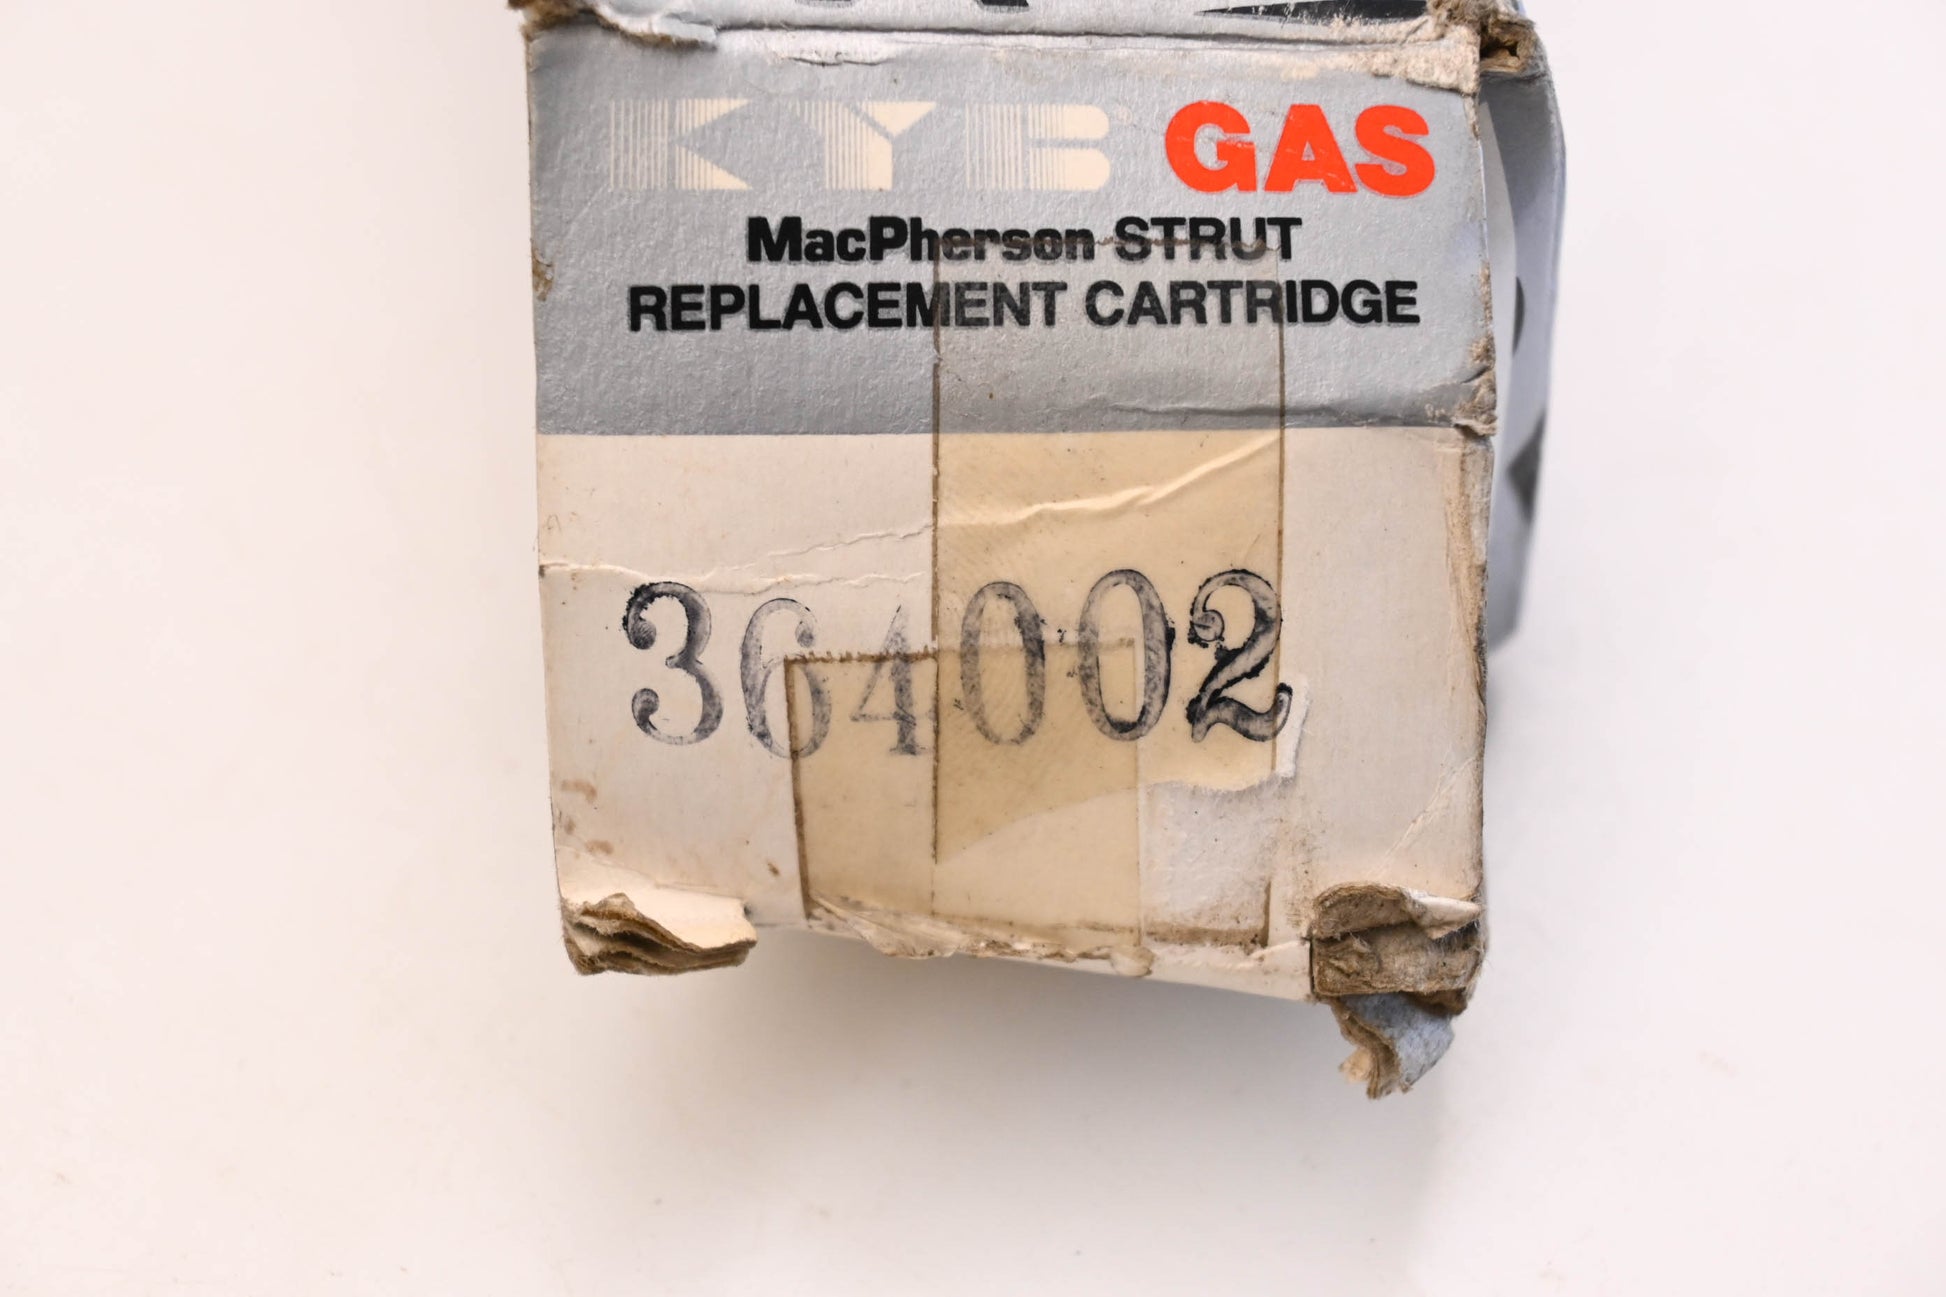 KYB GAS
MacPherson STRUT
REPLACEMENT CARTRIDGE
364002